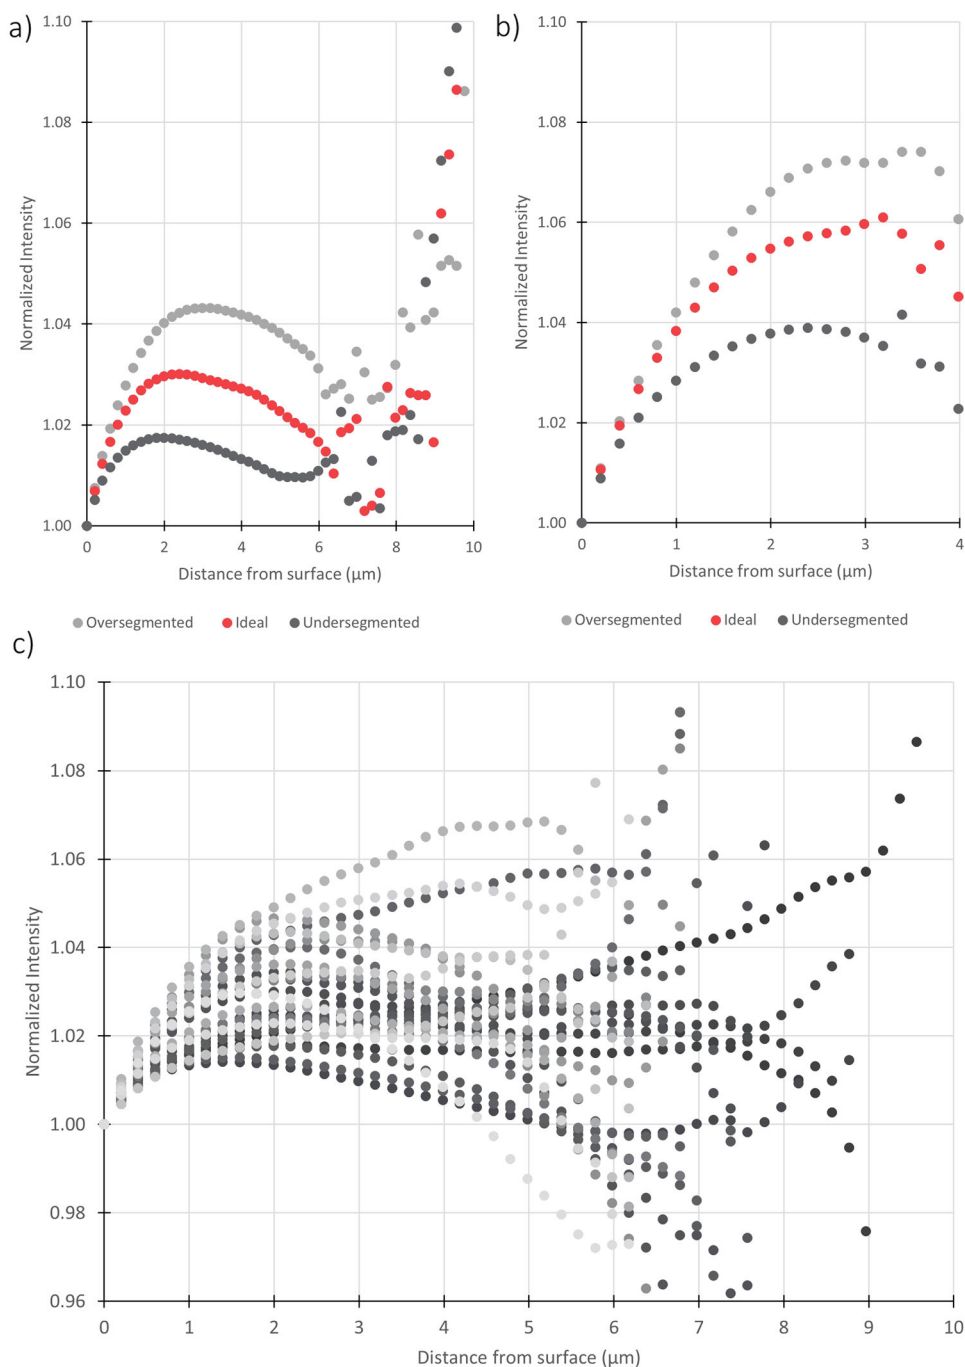 a)
1.10
1.08
1.06
1.04
1.02
1.00
Normalized Intensity
0 2 4 6 8 10
Distance from surface (µm)
Oversegmented Ideal Undersegmented
b)
1.10
1.08
1.06
1.04
1.02
1.00
Normalized Intensity
0 1 2 3 4
Distance from surface (µm)
Oversegmented Ideal Undersegmented
c)
1.10
1.08
1.06
1.04
1.02
1.00
0.98
0.96
Normalized Intensity
0 1 2 3 4 5 6 7 8 9 10
Distance from surface (µm)